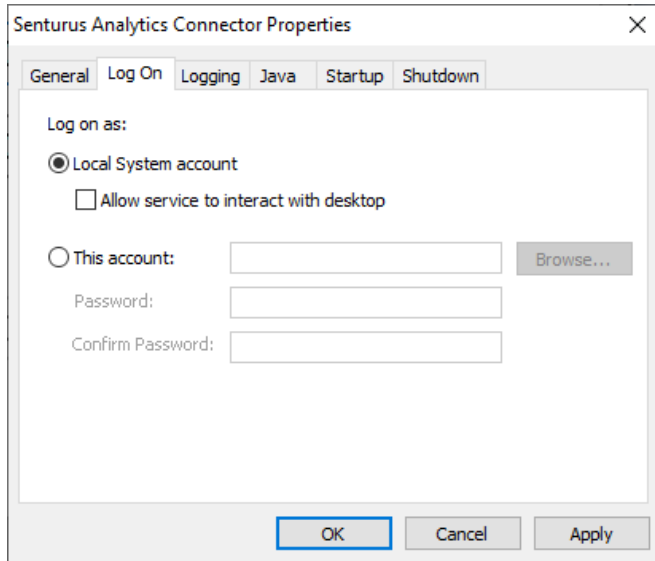 Senturus Analytics Connector Properties
General Log On Logging Java Startup Shutdown
Log on as:
Local System account
Allow service to interact with desktop
This account: Browse...
Password:
Confirm Password:
OK Cancel Apply